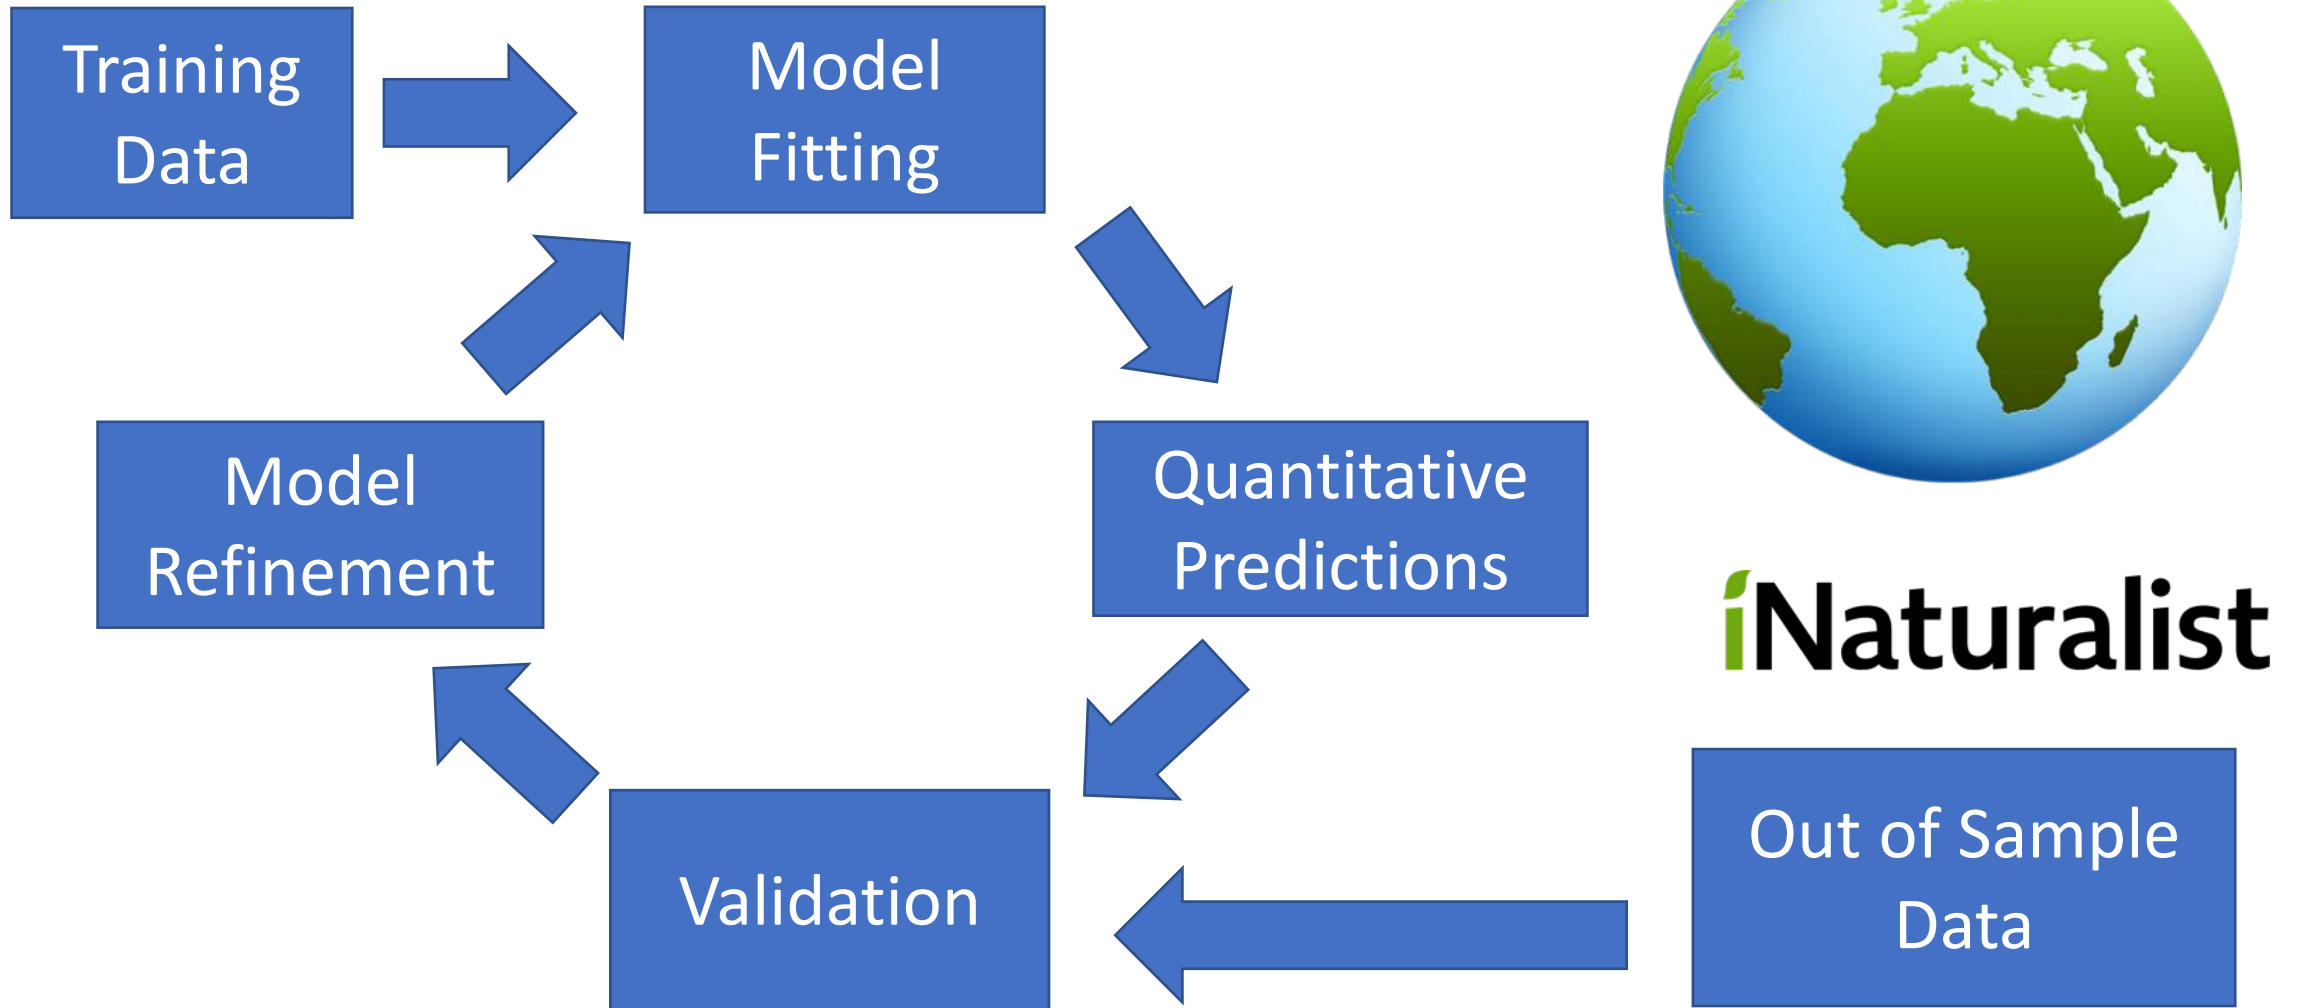 Training
Data
Model
Fitting
Model
Refinement
Quantitative
Predictions
iNaturalist
Validation
Out of Sample
Data